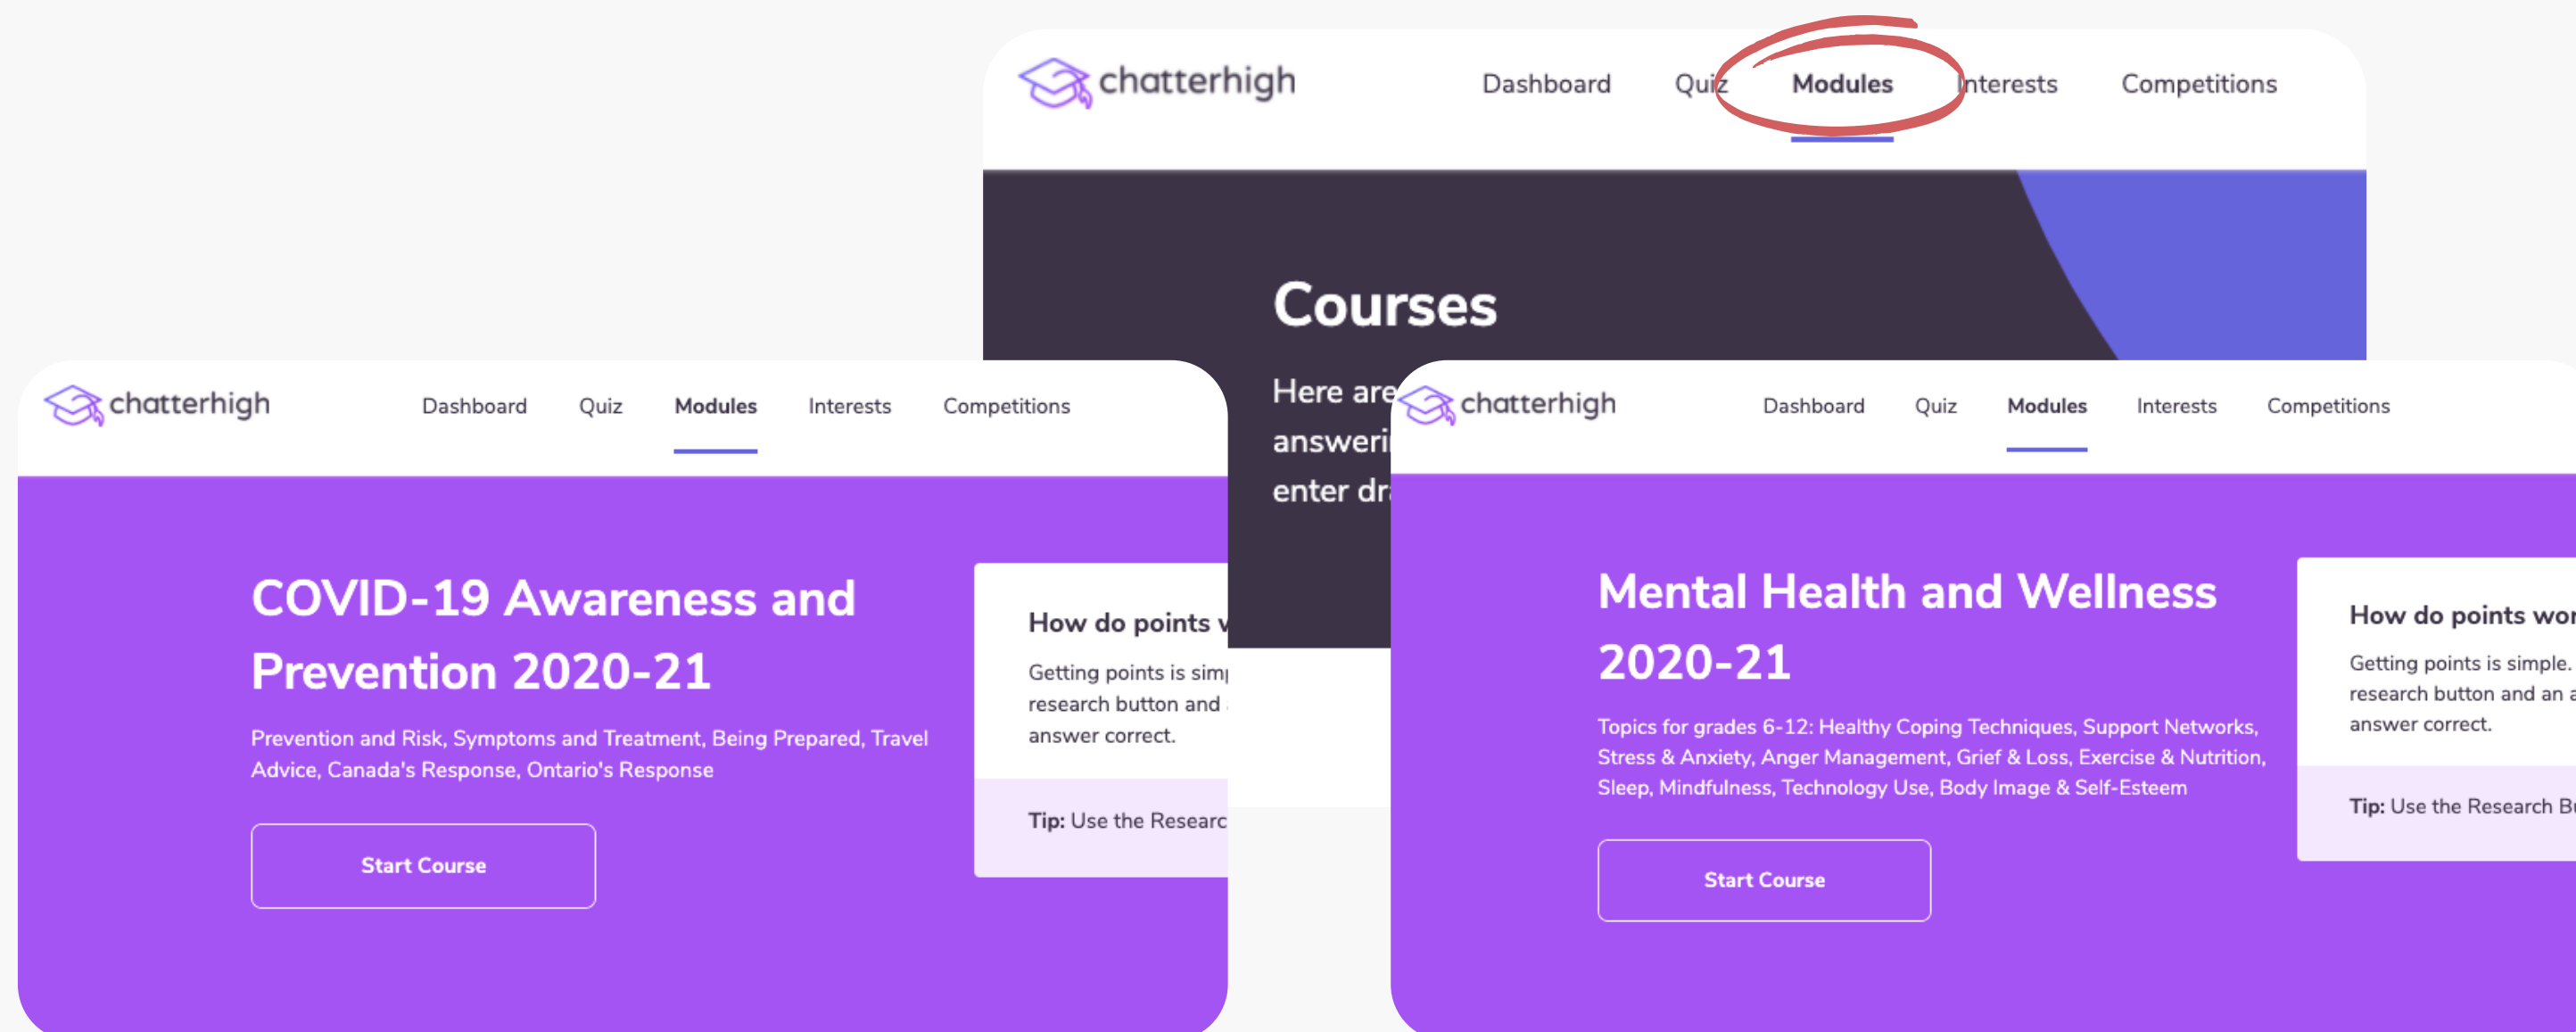 chatterhigh
Dashboard Quiz Modules Interests Competitions
Courses
Here are
enter
chatterhigh
Dashboard Quiz Modules Interests Competitions
COVID-19 Awareness and
Prevention 2020-21
Prevention and Risk, Symptoms and Treatment, Being Prepared, Travel
Advice, Canada's Response, Ontario's Response
Start Course
How do points
Getting points is
research button and
answer correct.
Tip: Use the
chatterhigh
Dashboard Quiz Modules Interests Competitions
Mental Health and Wellness
2020-21
Topics for grades 6-12: Healthy Coping Techniques, Support Networks,
Stress & Anxiety, Anger Management, Grief & Loss, Exercise & Nutrition,
Sleep, Mindfulness, Technology Use, Body Image & Self-Esteem
Start Course
How do points
Getting points is simple.
research button and an
answer correct.
Tip: Use the Research